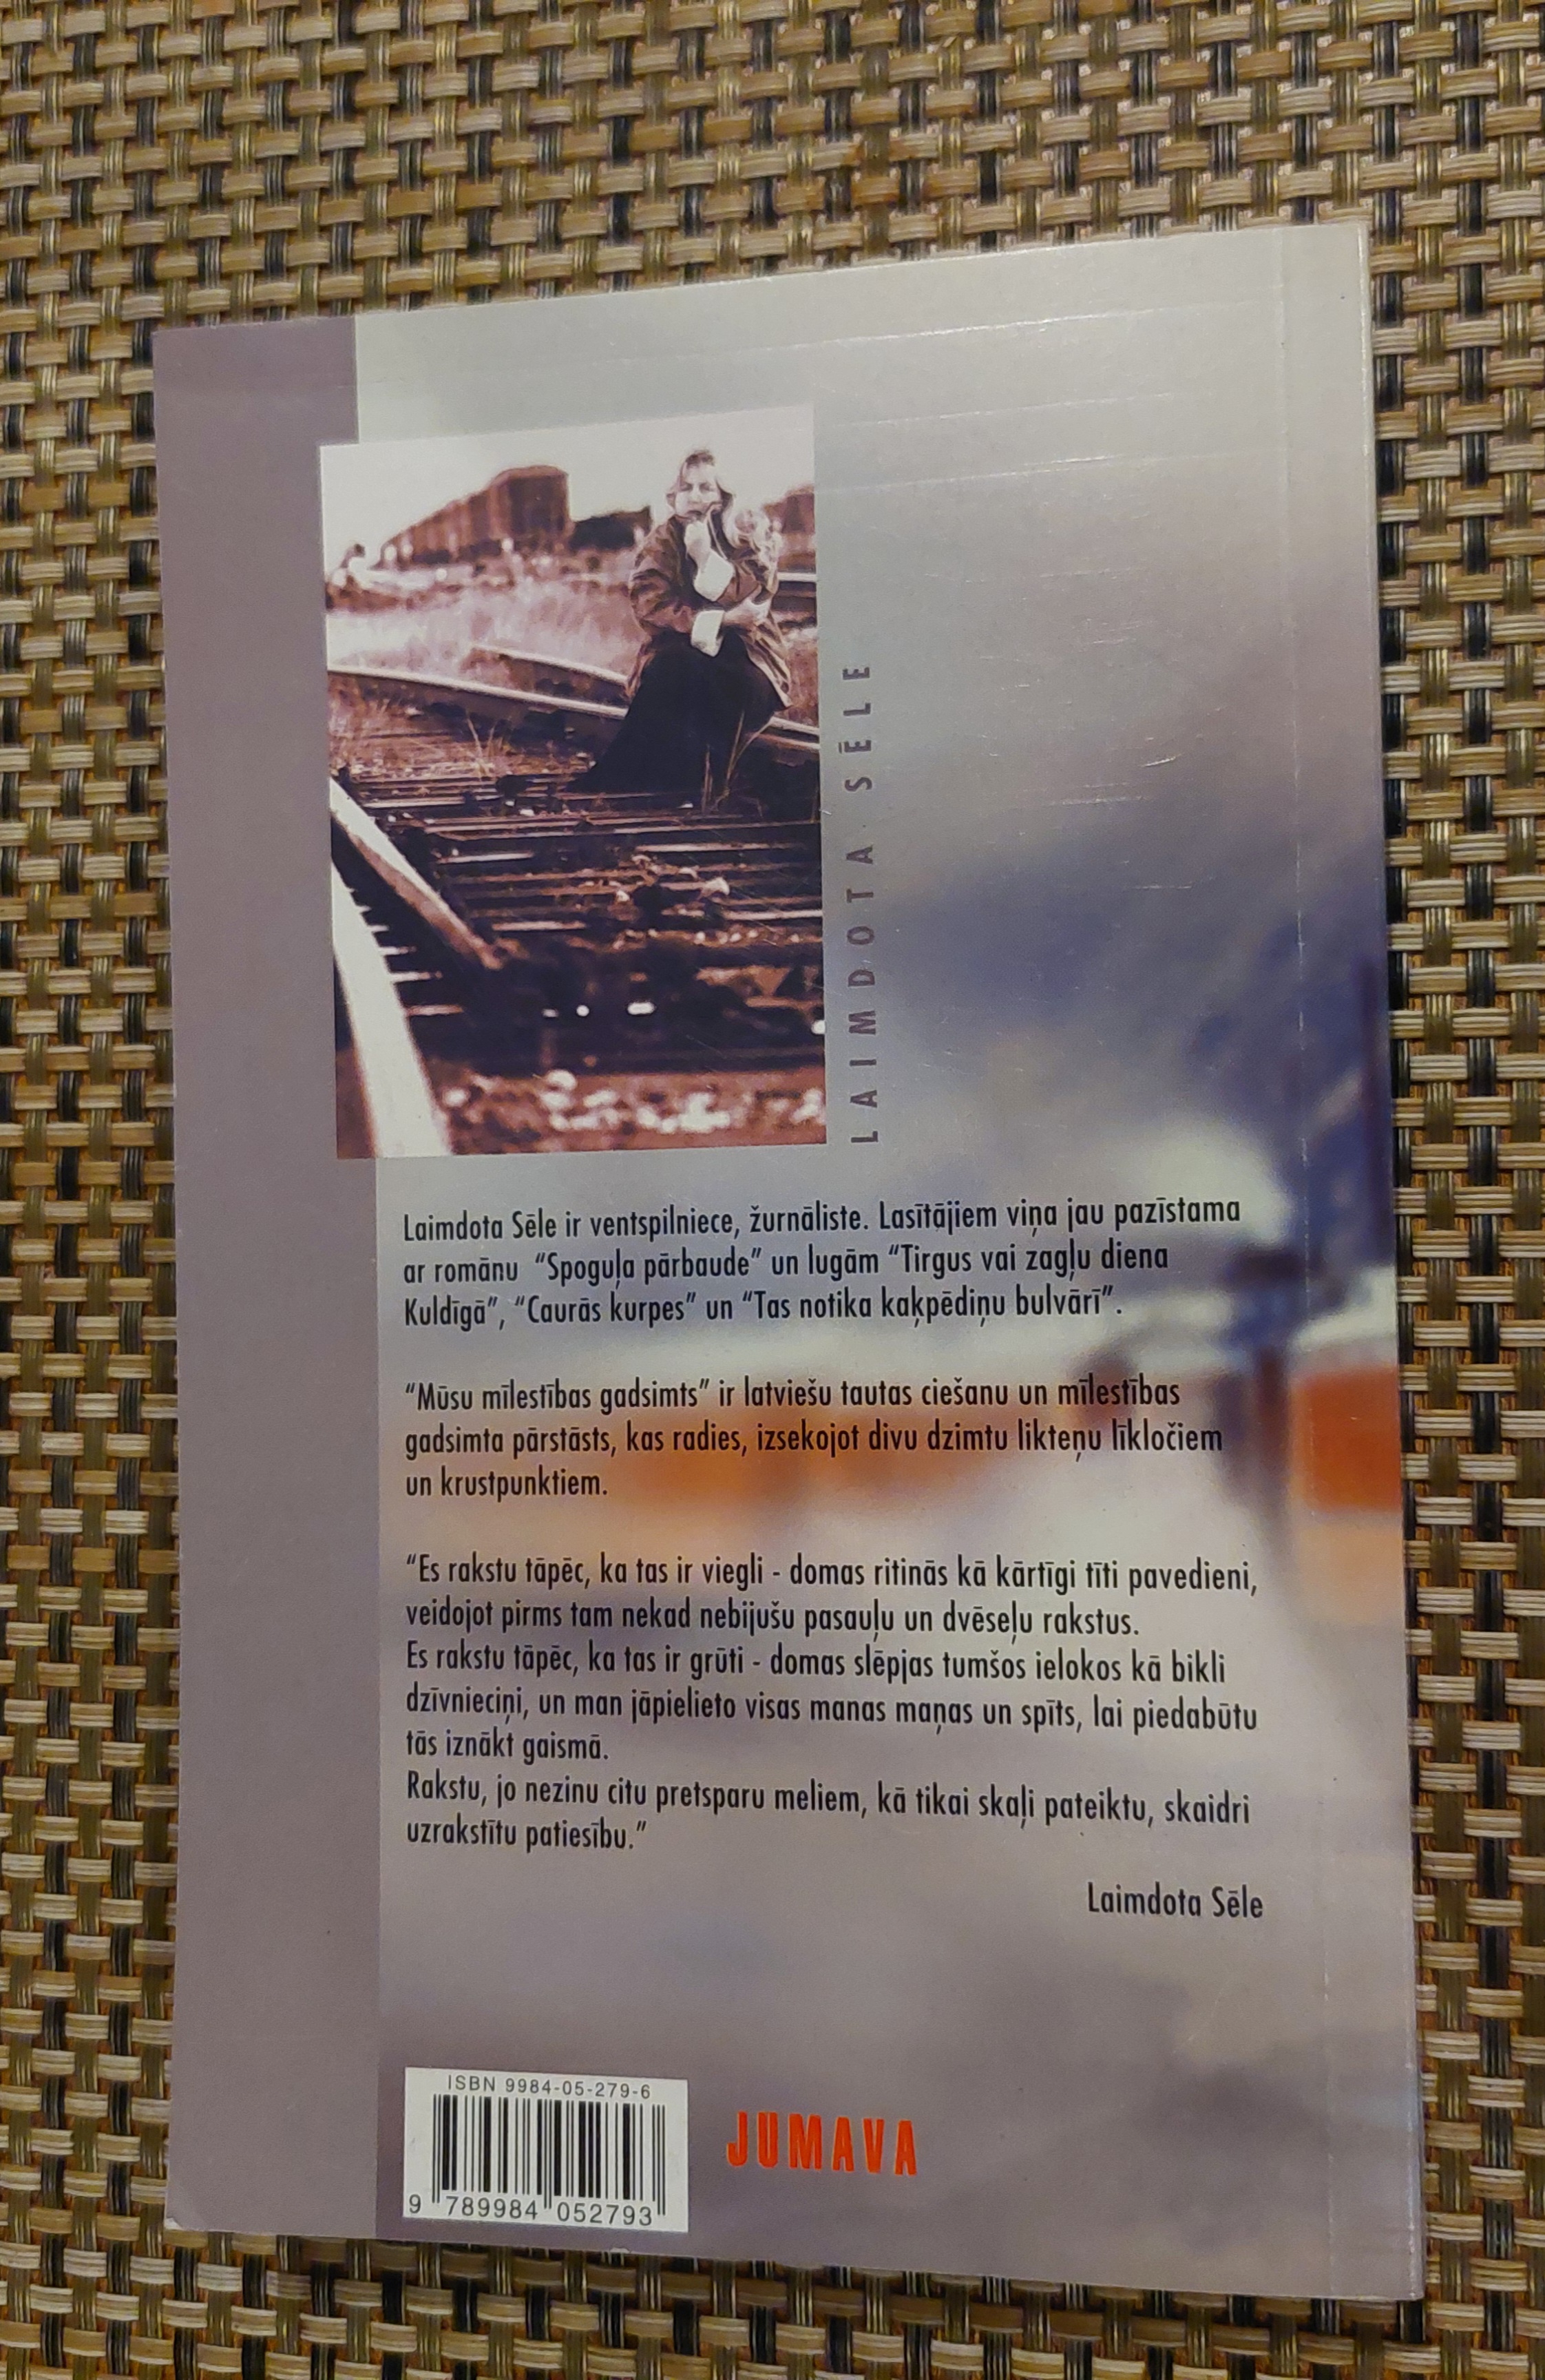 LAIMDOTA SĒLE
Laimdota Sēle ir ventspilniece, žurnāliste. Lasītājiem viņa jau pazīstama
ar romānu “Spoguļa pārbaude” un lugām “Tirgus vai zagļu diena
Kuldīgā”, “Caurās kurpes” un “Tas notika kaķpēdiņu bulvārī”.
“Mūsu mīlestības gadsimts” ir latviešu tautas ciešanu un mīlestības
gadsimta pārstāsts, kas radies, izsekojot divu dzimtu likteņu līkločiem
un krustpunktiem.
“Es rakstu tāpēc, ka tas ir viegli - domas ritinās kā kārtīgi tīti pavedieni,
veidojot pirms tam nekad nebijušu pasauļu un dvēseļu rakstus.
Es rakstu tāpēc, ka tas ir grūti - domas slēpjas tumšos ielokos kā bikli
dzīvnieciņi, un man jāpielieto visas manas maņas un spīts, lai piedabūtu
tās iznākt gaismā.
Rakstu, jo nezinu citu pretsparu meliem, kā tikai skaļi pateiktu, skaidri
uzrakstītu patiesību.”
Laimdota Sēle
ISBN 9984-05-279-6
9 789984 052793
JUMAVA